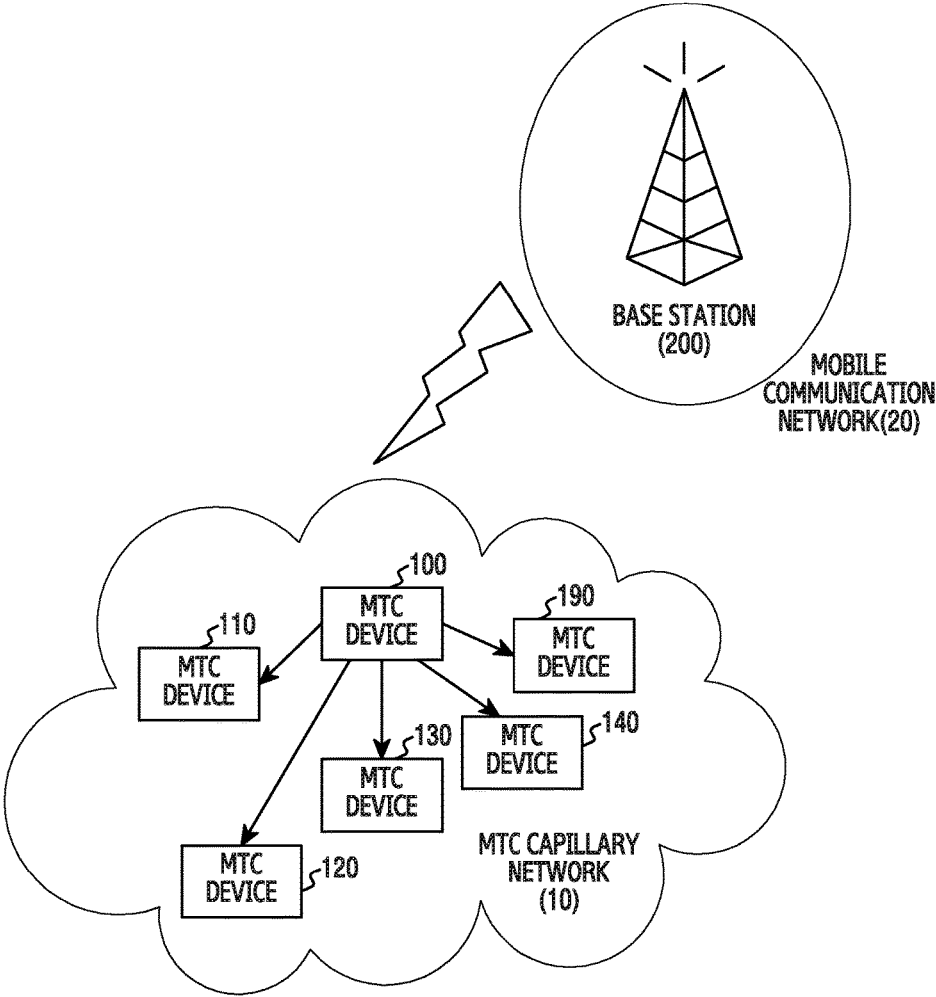 BASE STATION
(200)
MOBILE
COMMUNICATION
NETWORK(20)
100
MTC
DEVICE
110
MTC
DEVICE
190
MTC
DEVICE
130
MTC
DEVICE
140
MTC
DEVICE
120
MTC
DEVICE
MTC CAPILLARY
NETWORK
(10)